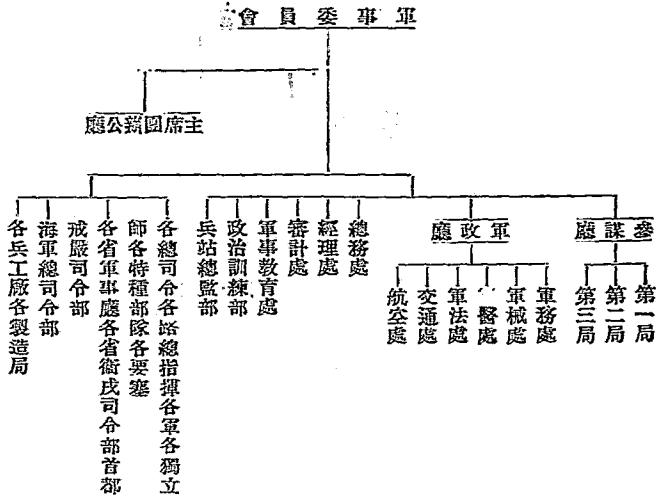 軍事委員會
主席團辦公廳
參謀廳
第一局
第二局
第三局
軍政廳
軍務處
軍械處
醫處
軍法處
交通處
航空處
總務處
經理處
審計處
軍事教育處
政治訓練部
兵站總監部
各總司令各路總指揮各軍各獨立
師各特種部隊各要塞
各省軍事廳各省衞戍司令部首都
戒嚴司令部
海軍總司令部
各兵工廠各製造局